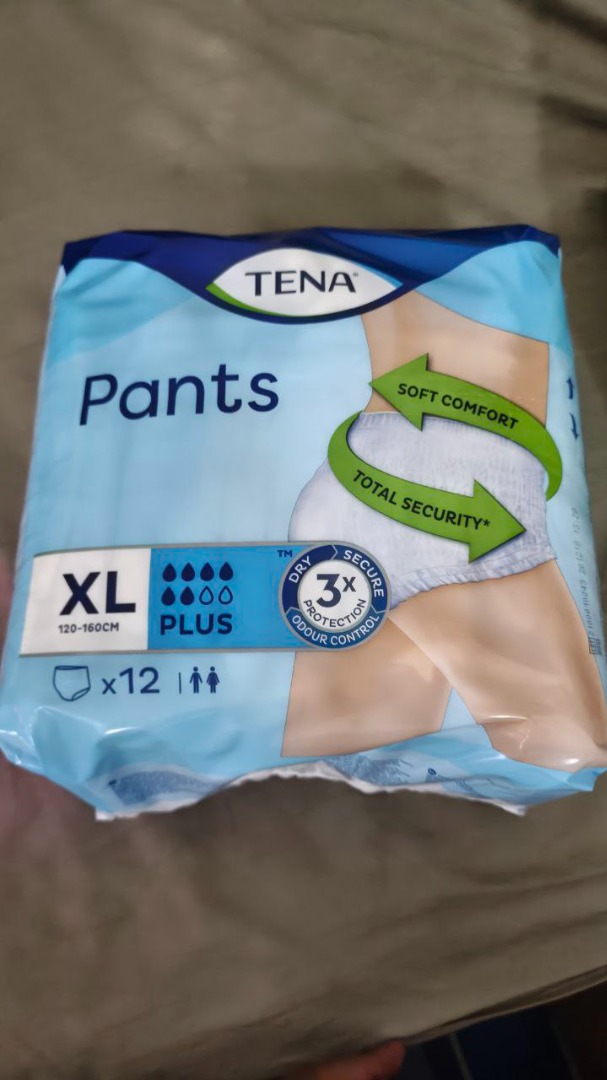 TENA®
Pants
SOFT COMFORT
TOTAL SECURITY*
XL
120-160CM
PLUS
™
DRY
SECURE
3x
PROTECTION
ODOUR CONTROL
x12